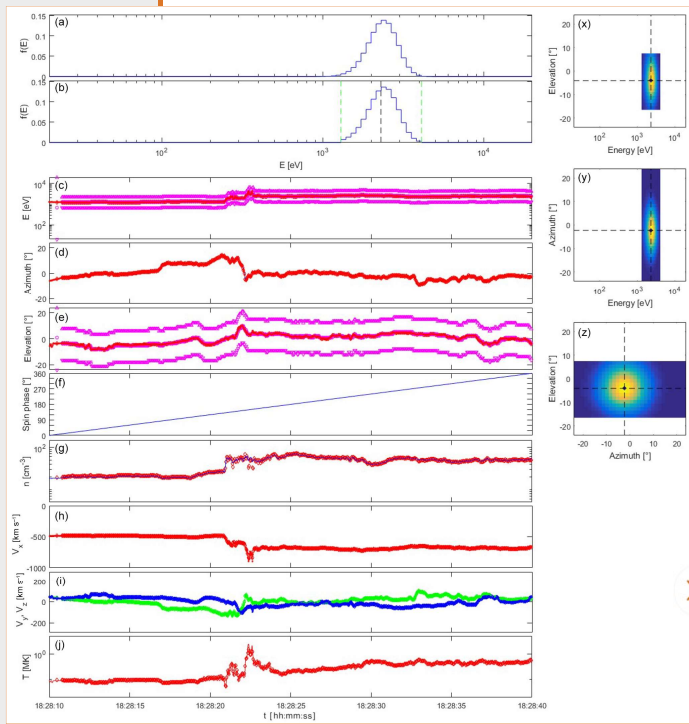 (a)
f(E)
0.15
0.1
0.05
0
(b)
f(E)
0.15
0.1
0.05
0
10²
10³
10⁴
E [eV]
(c)
E [eV]
10⁴
10²
(d)
Azimuth [°]
20
0
-20
(e)
Elevation [°]
20
0
-20
(f)
Spin phase [°]
360
270
180
90
0
(g)
n [cm⁻³]
10²
10¹
(h)
Vₓ [km s⁻¹]
0
-500
-1000
(i)
V_y, V_z [km s⁻¹]
200
0
-200
(j)
T [MK]
10⁰
18:28:10 18:28:15 18:28:20 18:28:25 18:28:30 18:28:35 18:28:40
t [hh:mm:ss]
(x)
Elevation [°]
20
10
0
-10
-20
10² 10³ 10⁴
Energy [eV]
(y)
Azimuth [°]
20
10
0
-10
-20
10² 10³ 10⁴
Energy [eV]
(z)
Elevation [°]
20
10
0
-10
-20
-20 -10 0 10 20
Azimuth [°]